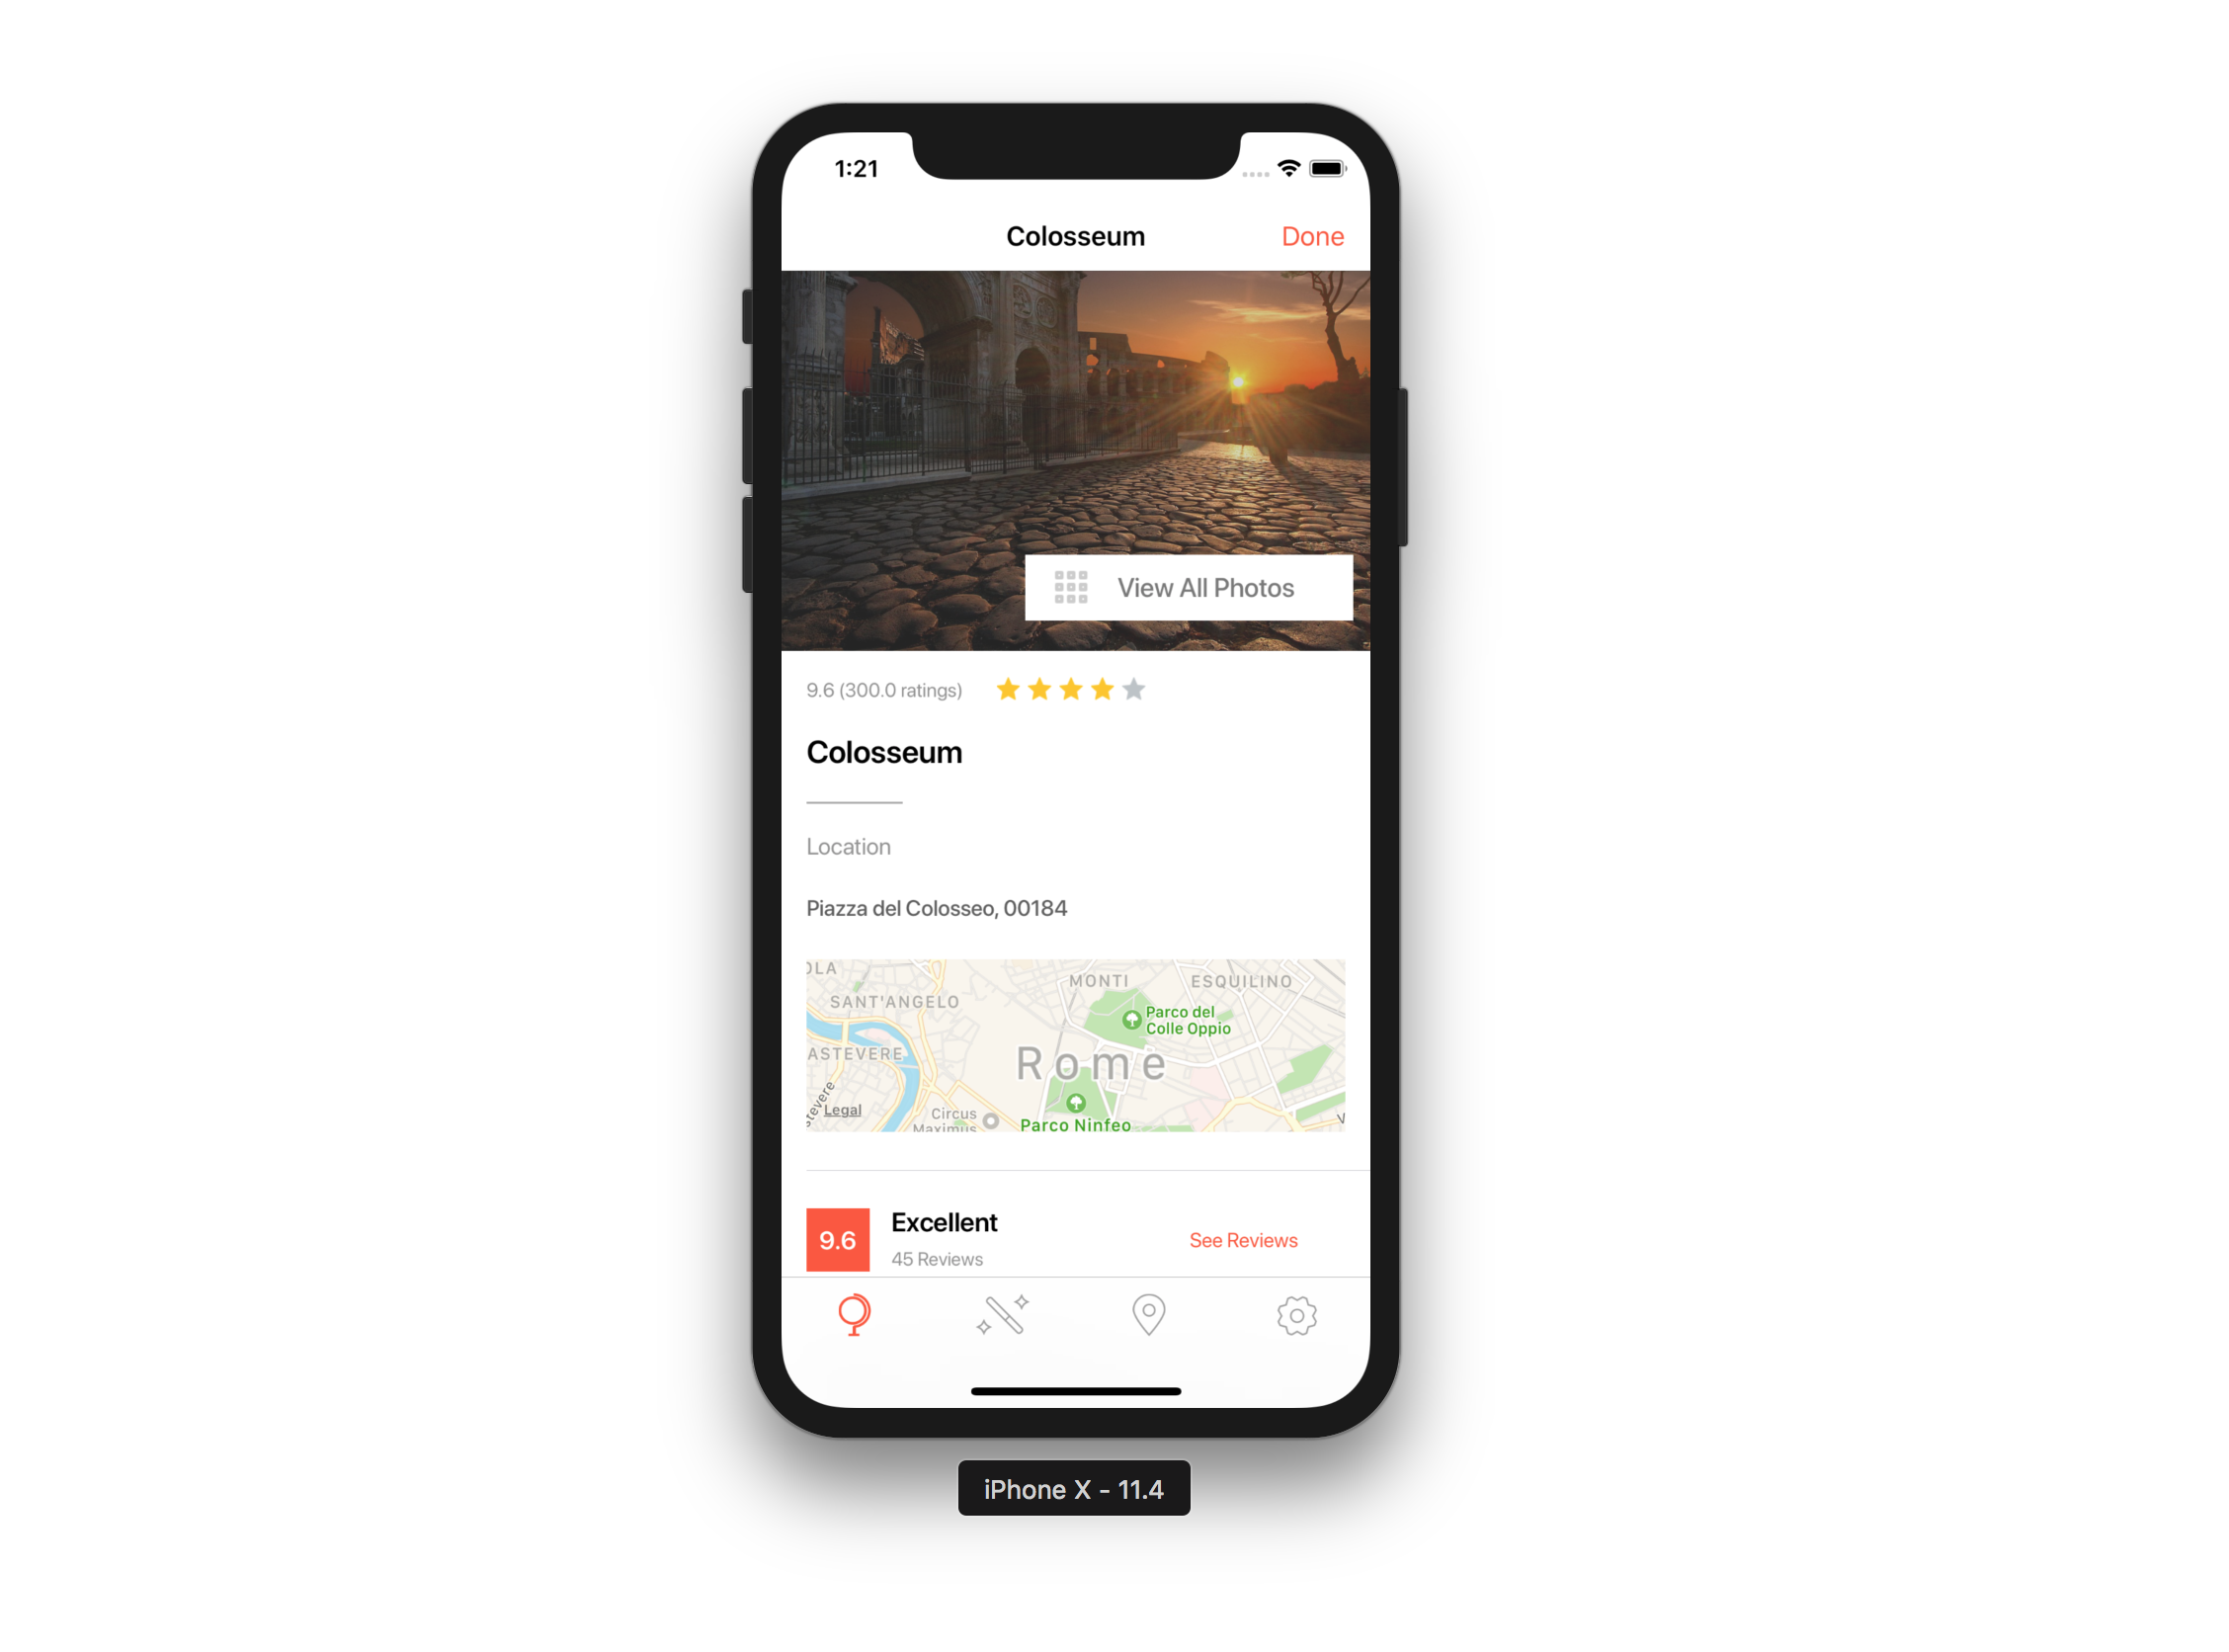 1:21
Colosseum
Done
View All Photos
9.6 (300.0 ratings)
Colosseum
Location
Piazza del Colosseo, 00184
OLA
MONTI
ESQUILINO
SANT'ANGELO
Parco del
Colle Oppio
ASTEVERE
Rome
stevere
Legal
Circus
Maximus
Parco Ninfeo
V
Excellent
9.6
See Reviews
45 Reviews
iPhone X - 11.4